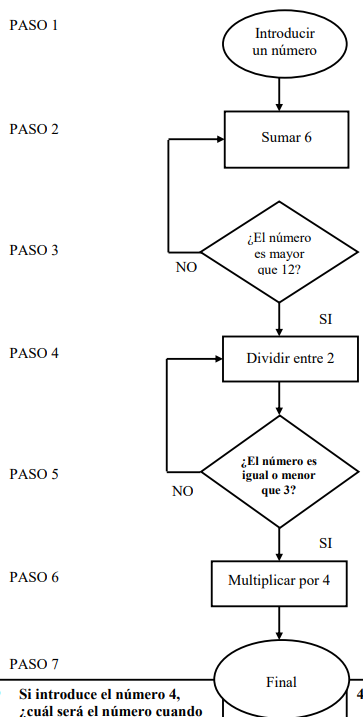 PASO 1
Introducir
un número
PASO 2
Sumar 6
PASO 3
¿El número
es mayor
que 12?
NO
SI
PASO 4
Dividir entre 2
PASO 5
¿El número es
igual o menor
que 3?
NO
SI
PASO 6
Multiplicar por 4
PASO 7
Final
Si introduce el número 4,
¿cuál será el número cuando
4